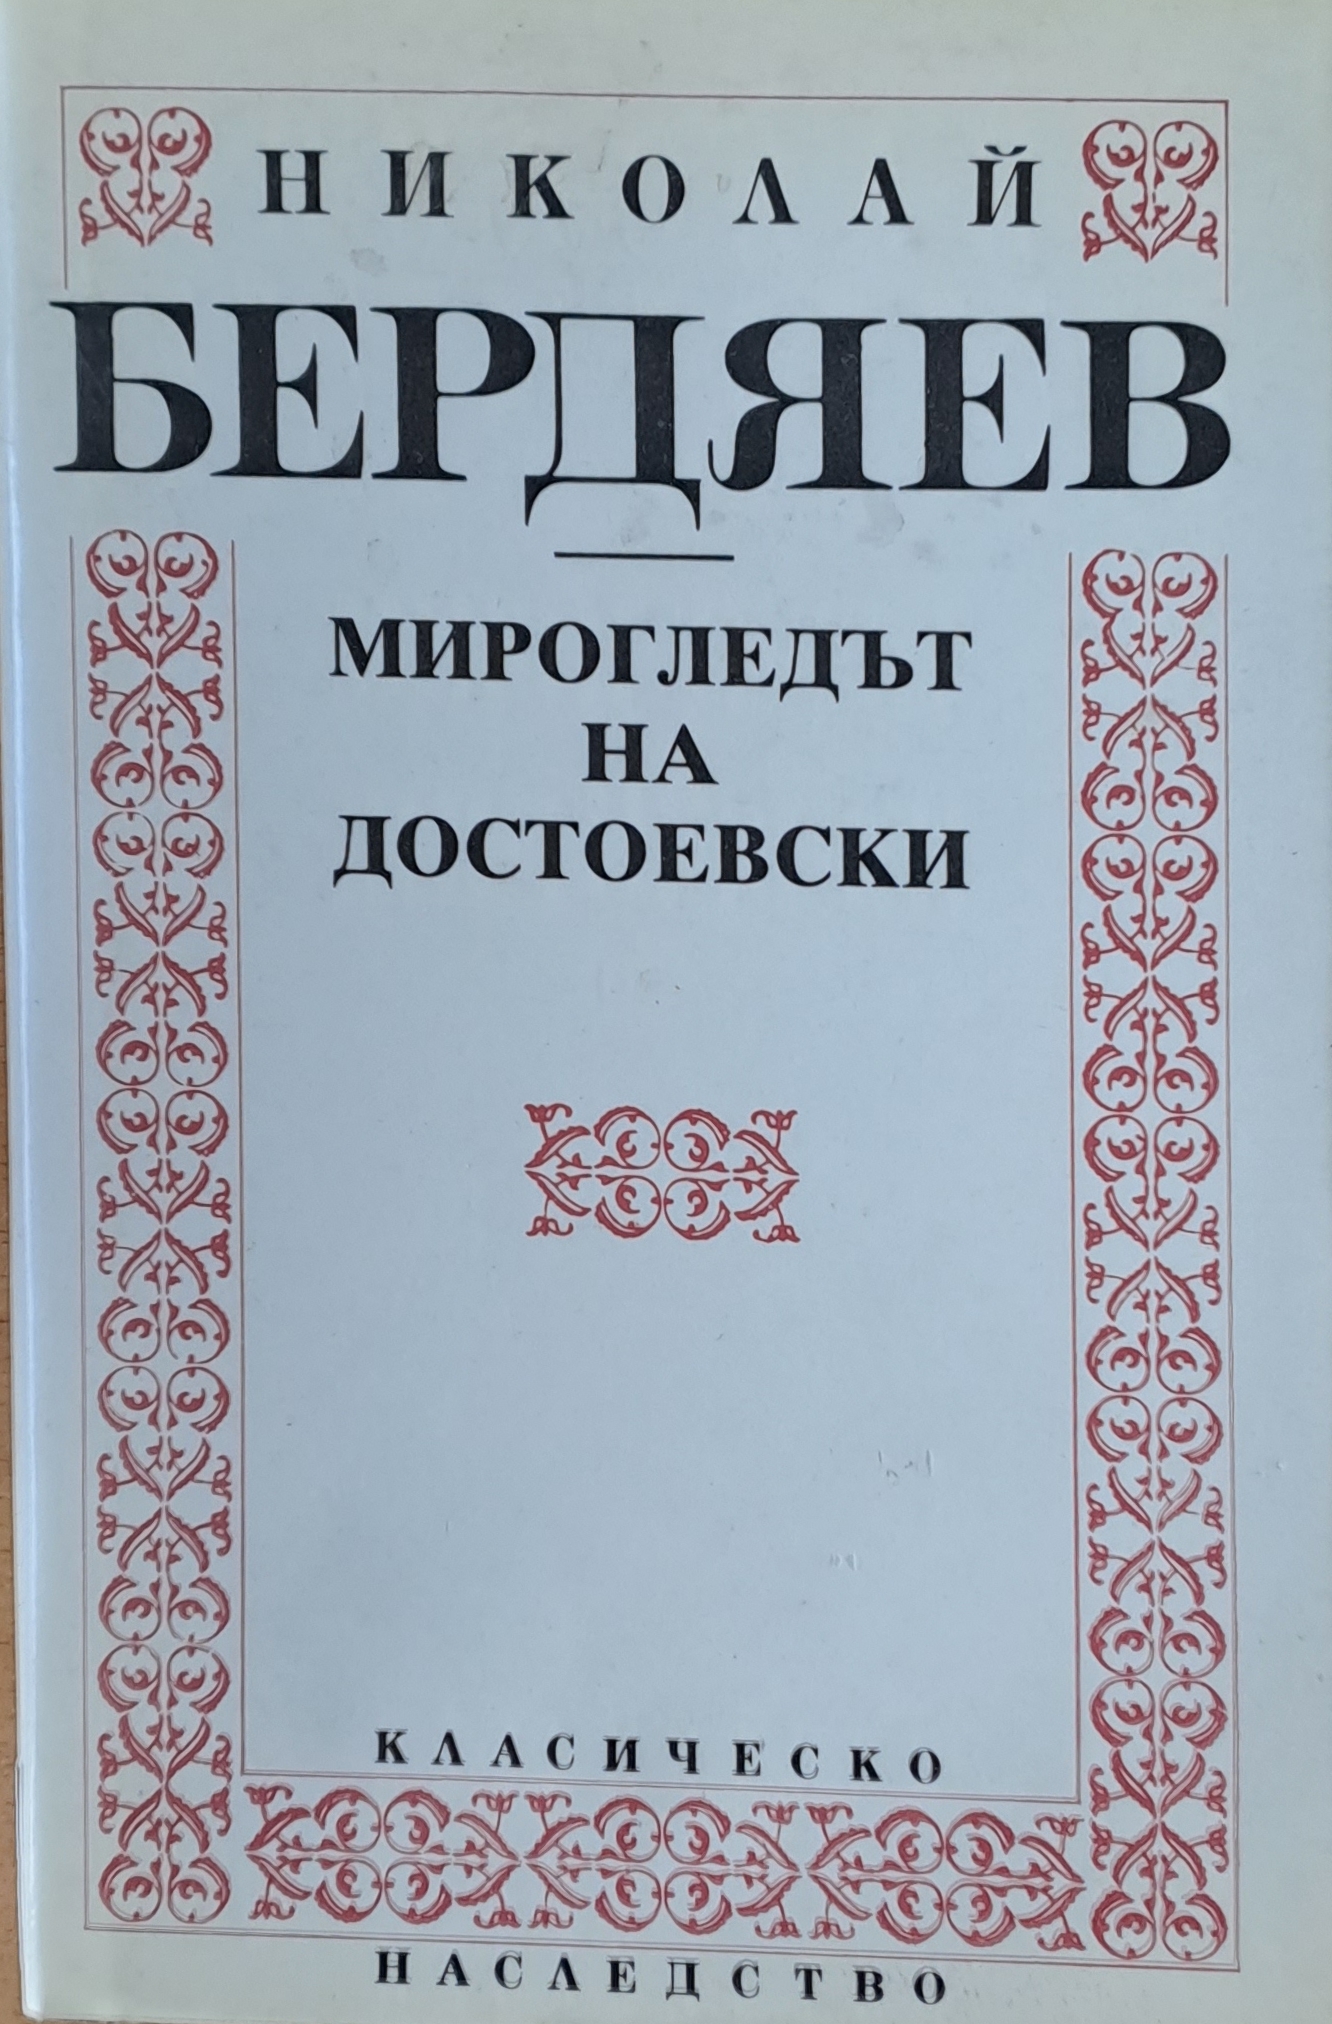 НИКОЛАЙ
БЕРДЯЕВ
МИРОГЛЕДЪТ
НА
ДОСТОЕВСКИ
КЛАСИЧЕСКО
НАСЛЕДСТВО